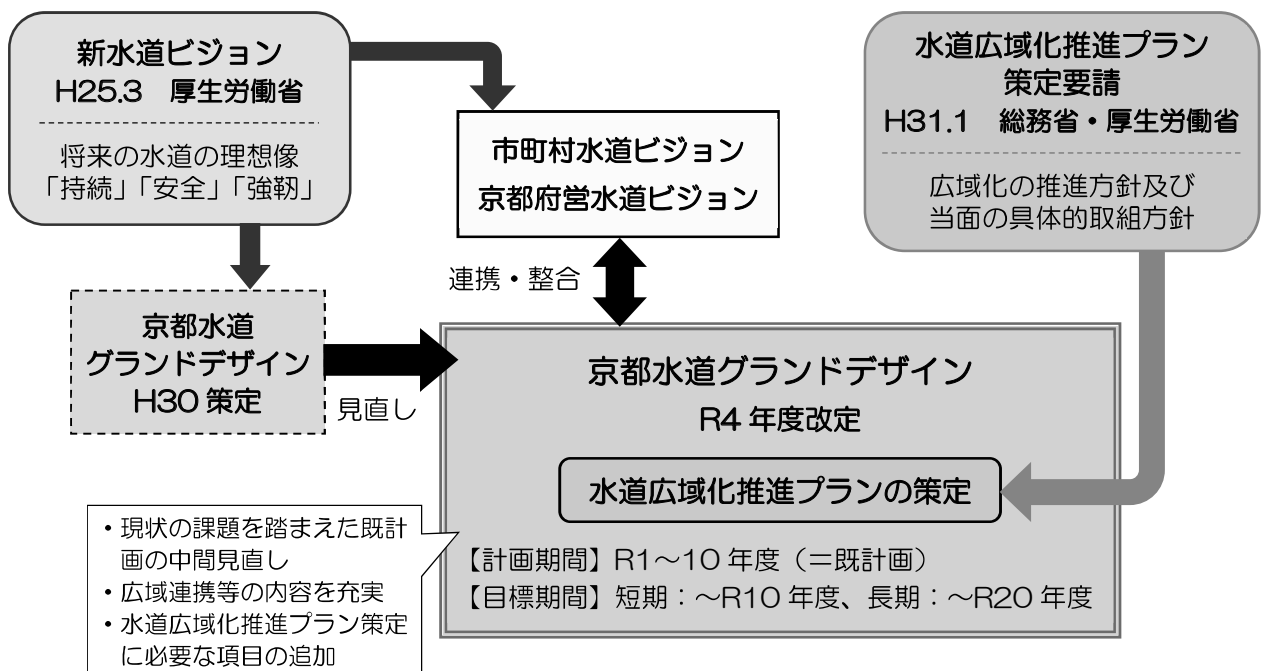 新水道ビジョン
H25.3　厚生労働省
将来の水道の理想像
「持続」「安全」「強靭」
水道広域化推進プラン
策定要請
H31.1　総務省・厚生労働省
広域化の推進方針及び
当面の具体的取組方針
市町村水道ビジョン
京都府営水道ビジョン
連携・整合
京都水道
グランドデザイン
H30 策定
見直し
京都水道グランドデザイン
R4 年度改定
水道広域化推進プランの策定
【計画期間】R1～10 年度（＝既計画）
【目標期間】短期：～R10 年度、長期：～R20 年度
・現状の課題を踏まえた既計
画の中間見直し
・広域連携等の内容を充実
・水道広域化推進プラン策定
に必要な項目の追加